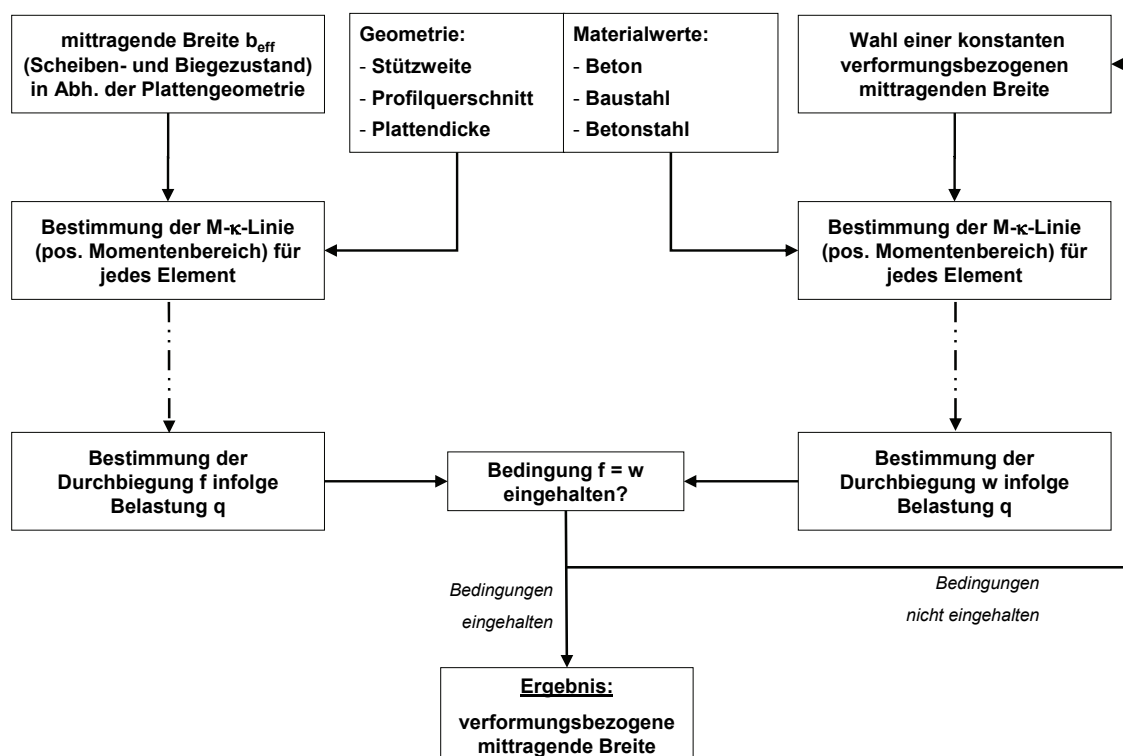 mittragende Breite beff
(Scheiben- und Biegezustand)
in Abh. der Plattengeometrie
Geometrie:
- Stützweite
- Profilquerschnitt
- Plattendicke
Materialwerte:
- Beton
- Baustahl
- Betonstahl
Wahl einer konstanten
verformungsbezogenen
mittragenden Breite
Bestimmung der M-κ-Linie
(pos. Momentenbereich) für
jedes Element
Bestimmung der M-κ-Linie
(pos. Momentenbereich) für
jedes Element
Bestimmung der
Durchbiegung f infolge
Belastung q
Bedingung f = w
eingehalten?
Bestimmung der
Durchbiegung w infolge
Belastung q
Bedingungen
eingehalten
Bedingungen
nicht eingehalten
Ergebnis:
verformungsbezogene
mittragende Breite